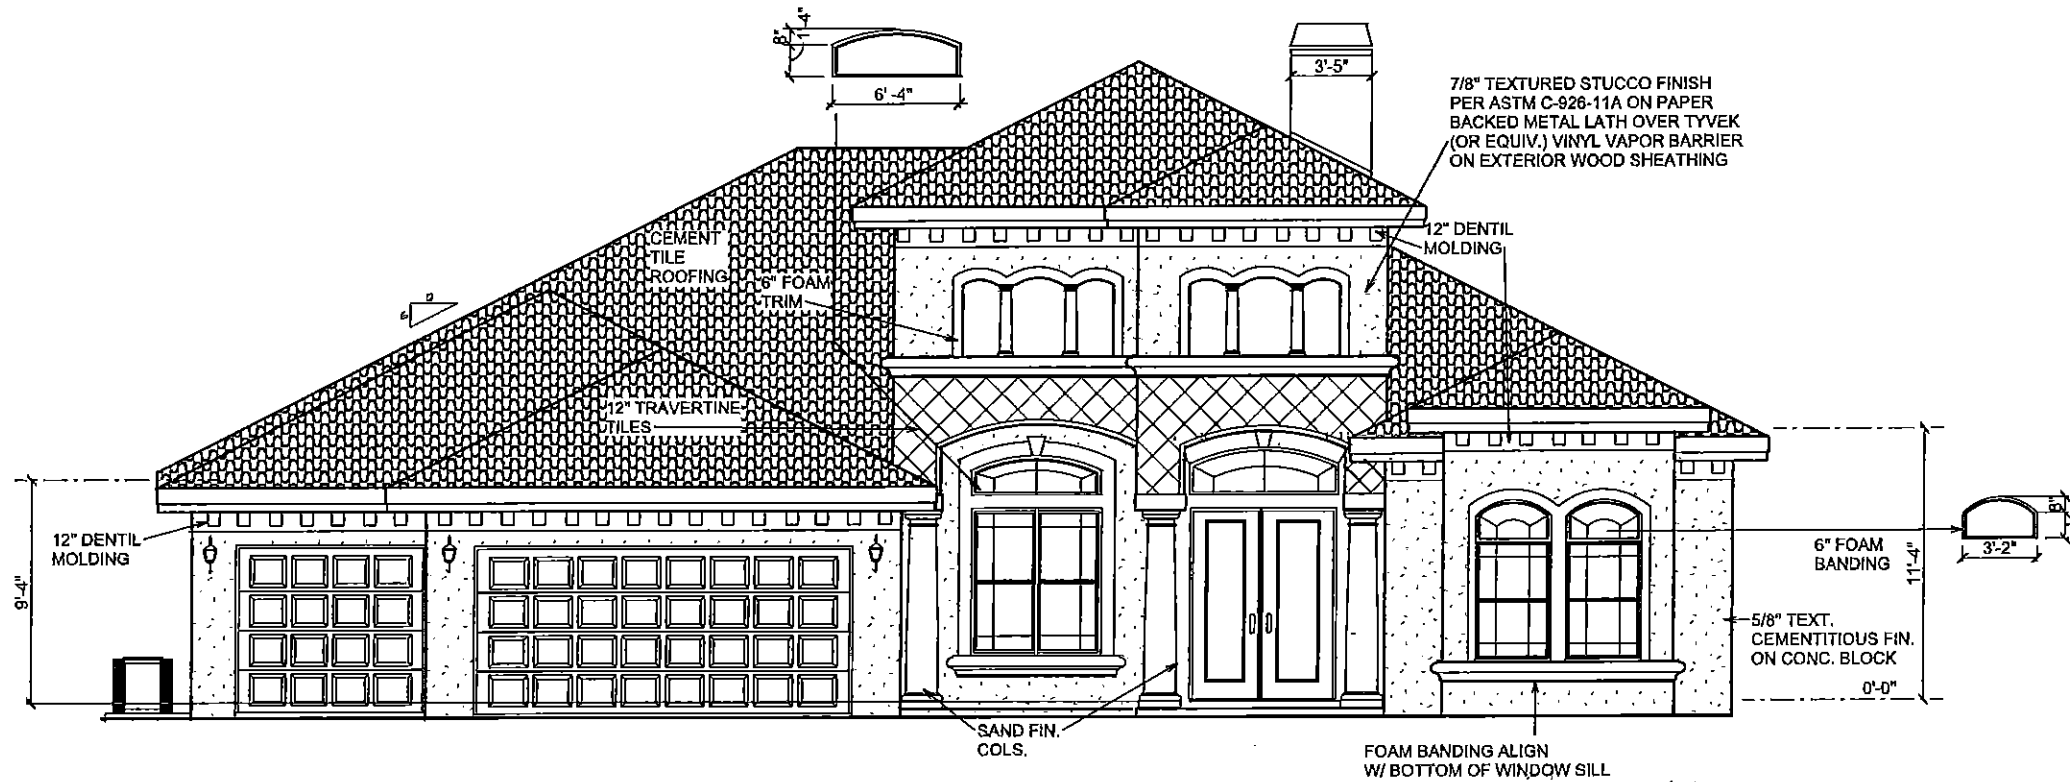 8"
1'-4"
6'-4"
3'-5"
7/8" TEXTURED STUCCO FINISH
PER ASTM C-926-11A ON PAPER
BACKED METAL LATH OVER TYVEK
(OR EQUIV.) VINYL VAPOR BARRIER
ON EXTERIOR WOOD SHEATHING
12" DENTIL
MOLDING
CEMENT
TILE
ROOFING
6" FOAM
TRIM
6
12" TRAVERTINE
TILES
12" DENTIL
MOLDING
9'-4"
SAND FIN.
COLS.
11'-4"
0'-0"
8"
3'-2"
6" FOAM
BANDING
5/8" TEXT.
CEMENTITIOUS FIN.
ON CONC. BLOCK
FOAM BANDING ALIGN
W/ BOTTOM OF WINDOW SILL